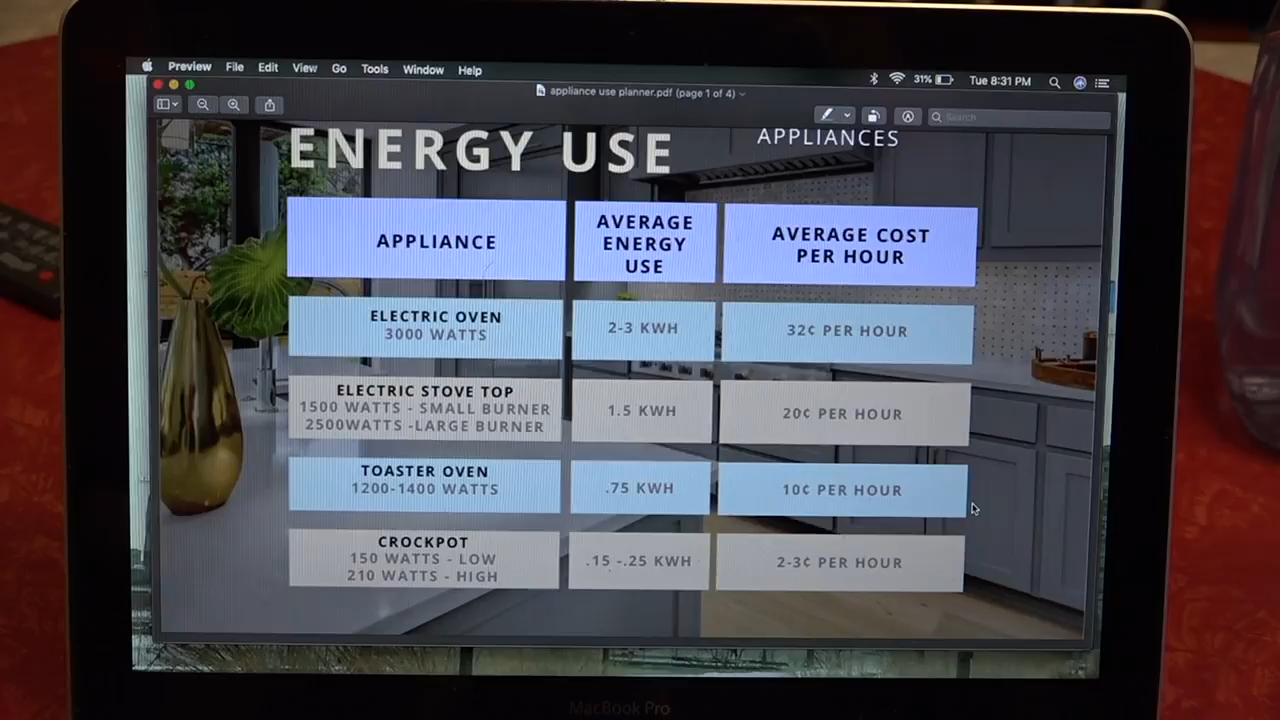 Preview File Edit View Go Tools Window Help
31% Tue 8:31 PM
appliance use planner.pdf (page 1 of 4)
Search
ENERGY USE
APPLIANCES
APPLIANCE
AVERAGE
ENERGY
USE
AVERAGE COST
PER HOUR
ELECTRIC OVEN
3000 WATTS
2-3 KWH
32¢ PER HOUR
ELECTRIC STOVE TOP
1500 WATTS - SMALL BURNER
2500WATTS -LARGE BURNER
1.5 KWH
20¢ PER HOUR
TOASTER OVEN
1200-1400 WATTS
.75 KWH
10¢ PER HOUR
CROCKPOT
150 WATTS - LOW
210 WATTS - HIGH
.15 -.25 KWH
2-3¢ PER HOUR
MacBook Pro